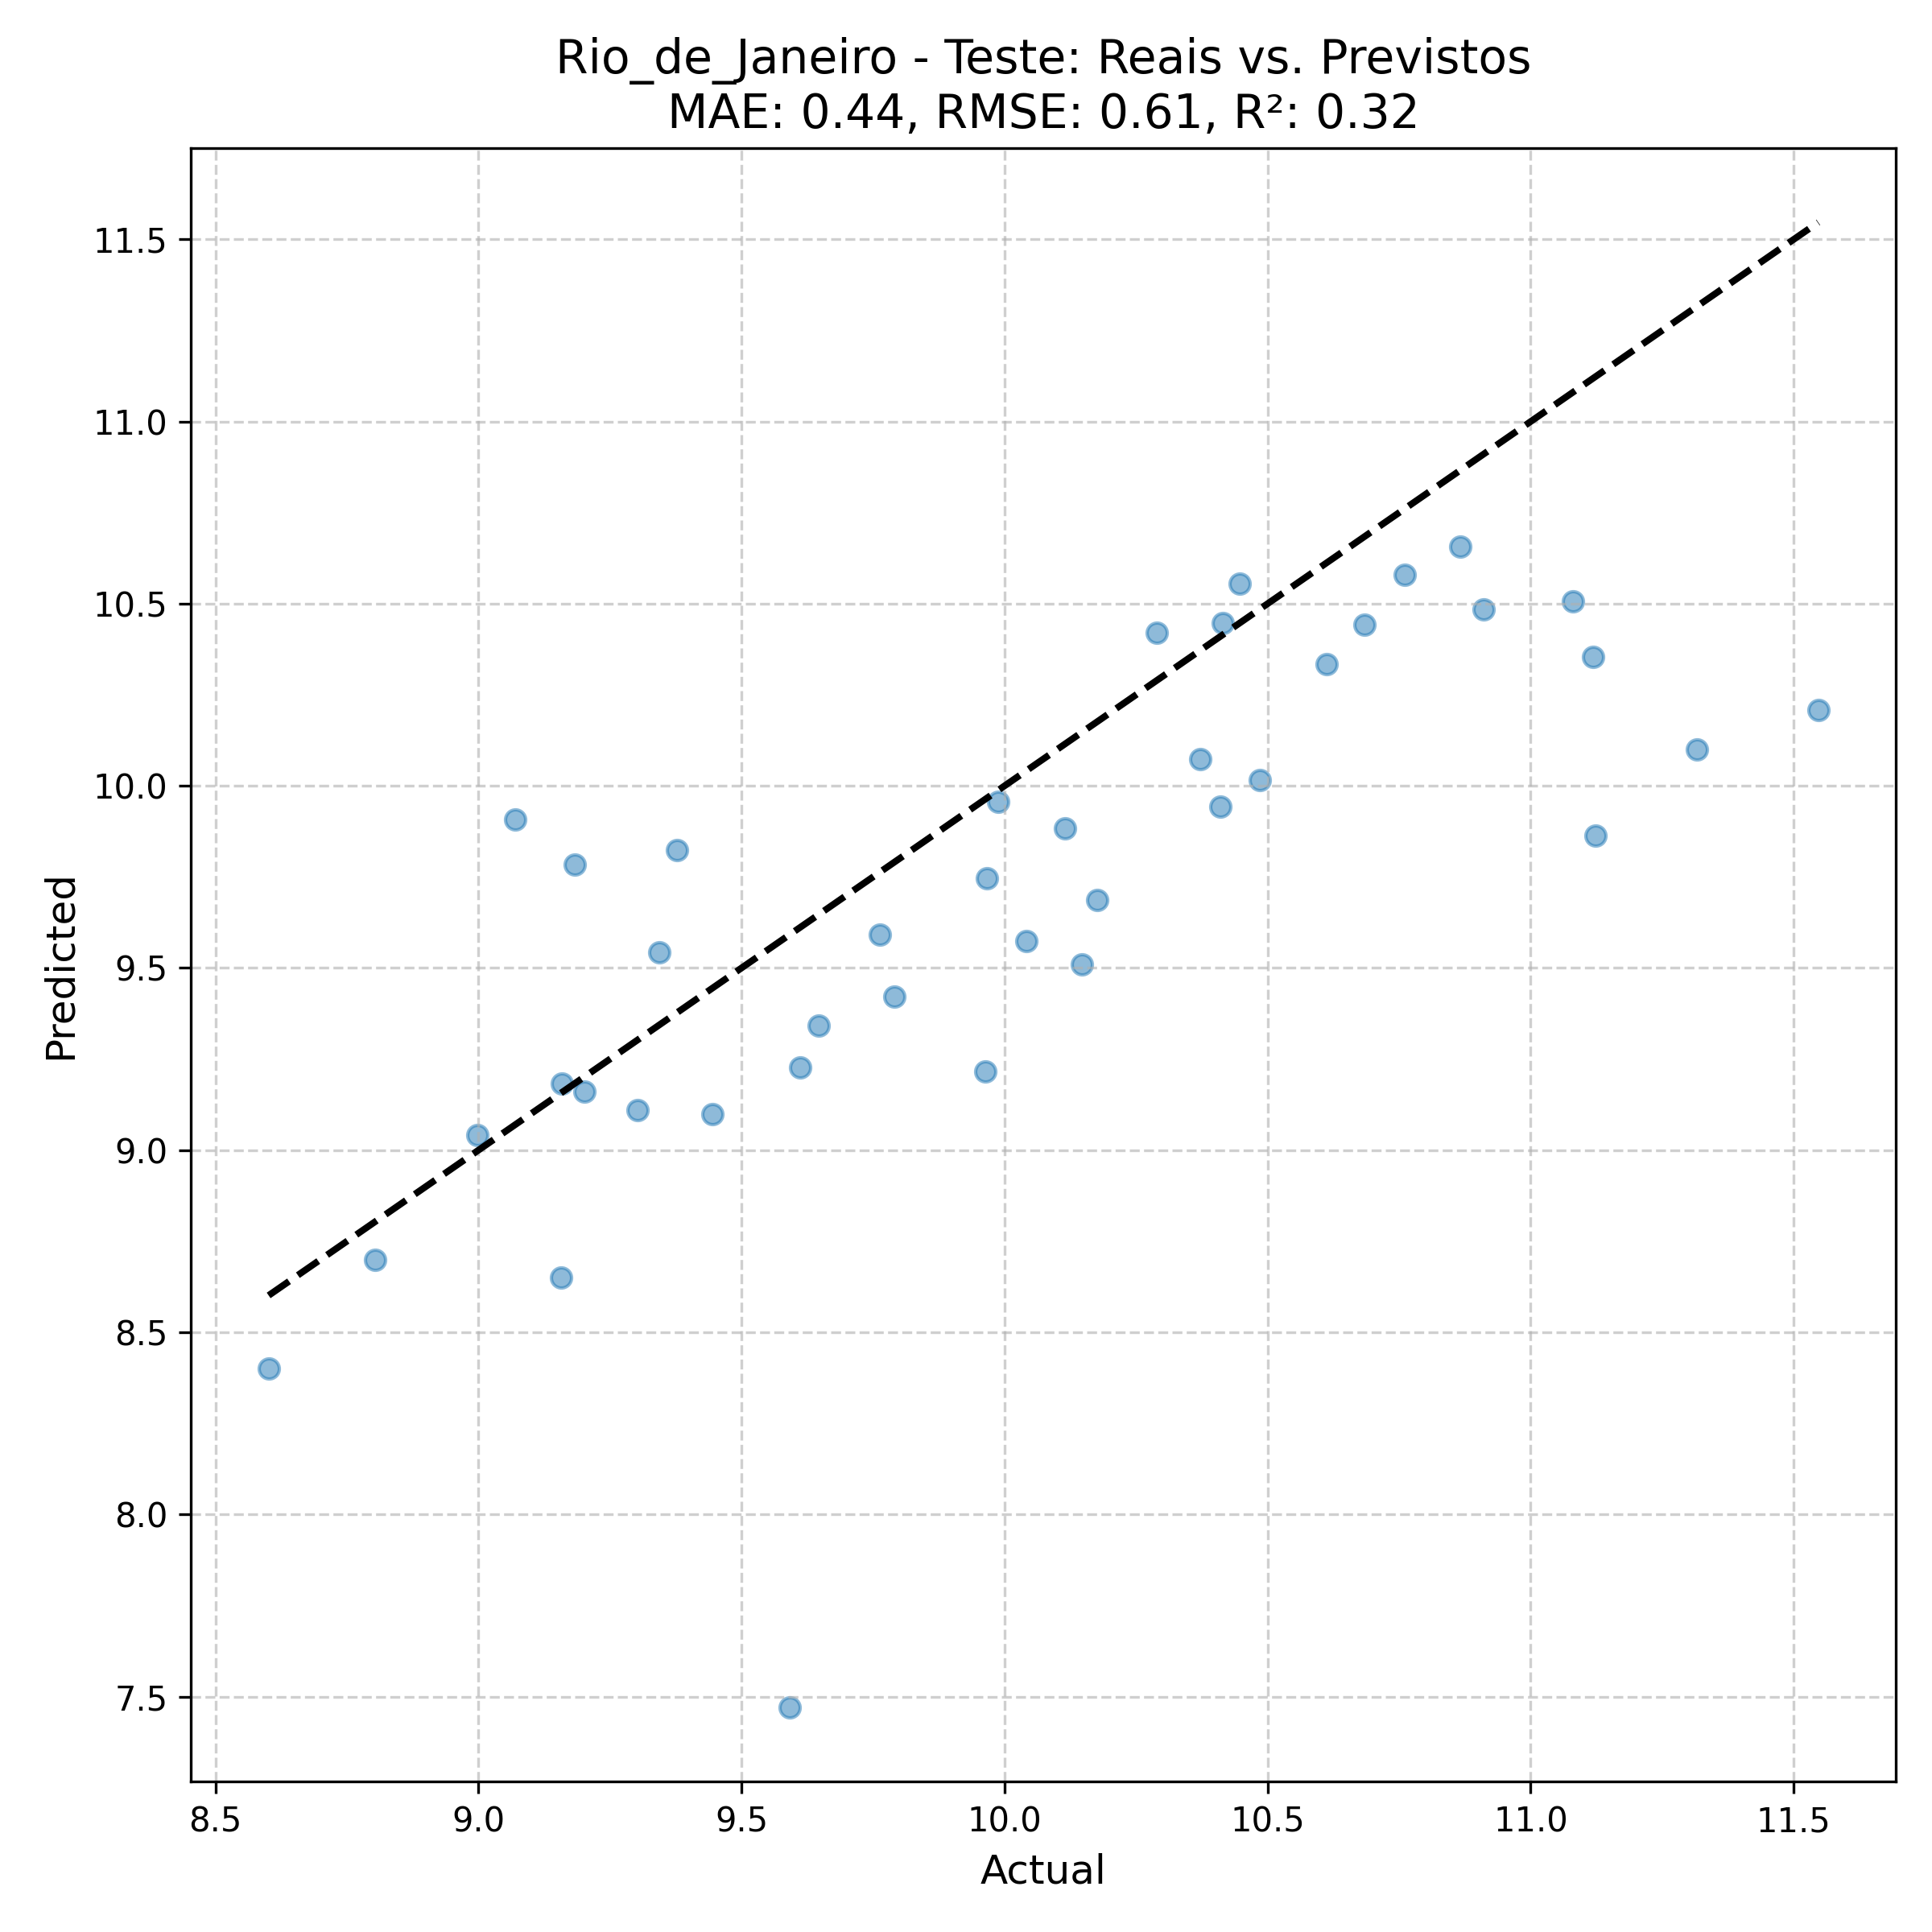 Rio_de_Janeiro - Teste: Reais vs. Previstos
MAE: 0.44, RMSE: 0.61, R²: 0.32
11.5
11.0
10.5
10.0
9.5
9.0
8.5
8.0
7.5
Predicted
8.5 9.0 9.5 10.0 10.5 11.0 11.5
Actual